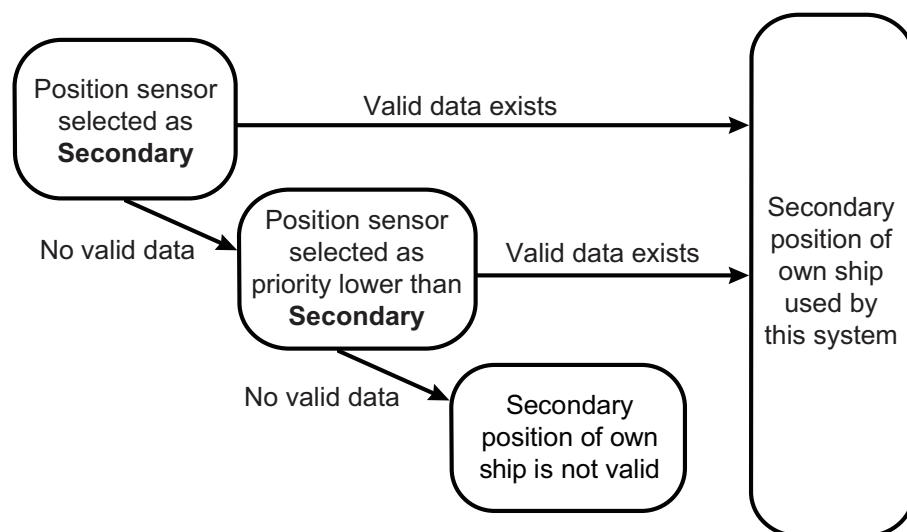 Position sensor
selected as
Secondary
Valid data exists
No valid data
Position sensor
selected as
priority lower than
Secondary
Valid data exists
No valid data
Secondary
position of own
ship is not valid
Secondary
position of
own ship
used by
this system